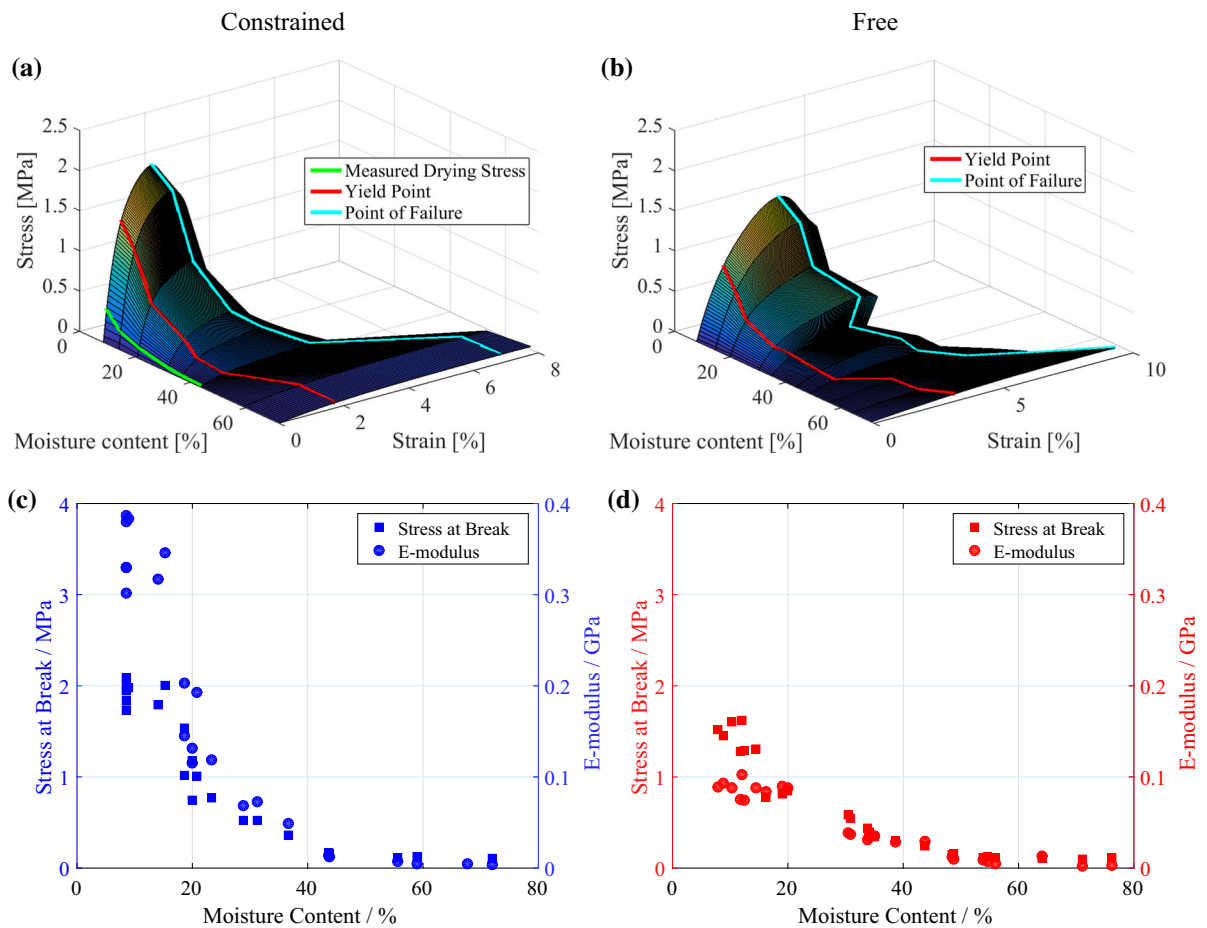 Constrained
Free
(a)
2.5
2
1.5
1
0.5
0
Stress [MPa]
0
20
40
60
Moisture content [%]
0
2
4
6
8
Strain [%]
Measured Drying Stress
Yield Point
Point of Failure
(b)
2.5
2
1.5
1
0.5
0
Stress [MPa]
0
20
40
60
Moisture content [%]
0
5
10
Strain [%]
Yield Point
Point of Failure
(c)
4
3
2
1
0
Stress at Break / MPa
0
20
40
60
80
Moisture Content / %
0.4
0.3
0.2
0.1
0
E-modulus / GPa
Stress at Break
E-modulus
(d)
4
3
2
1
0
Stress at Break / MPa
0
20
40
60
80
Moisture Content / %
0.4
0.3
0.2
0.1
0.0
E-modulus / GPa
Stress at Break
E-modulus